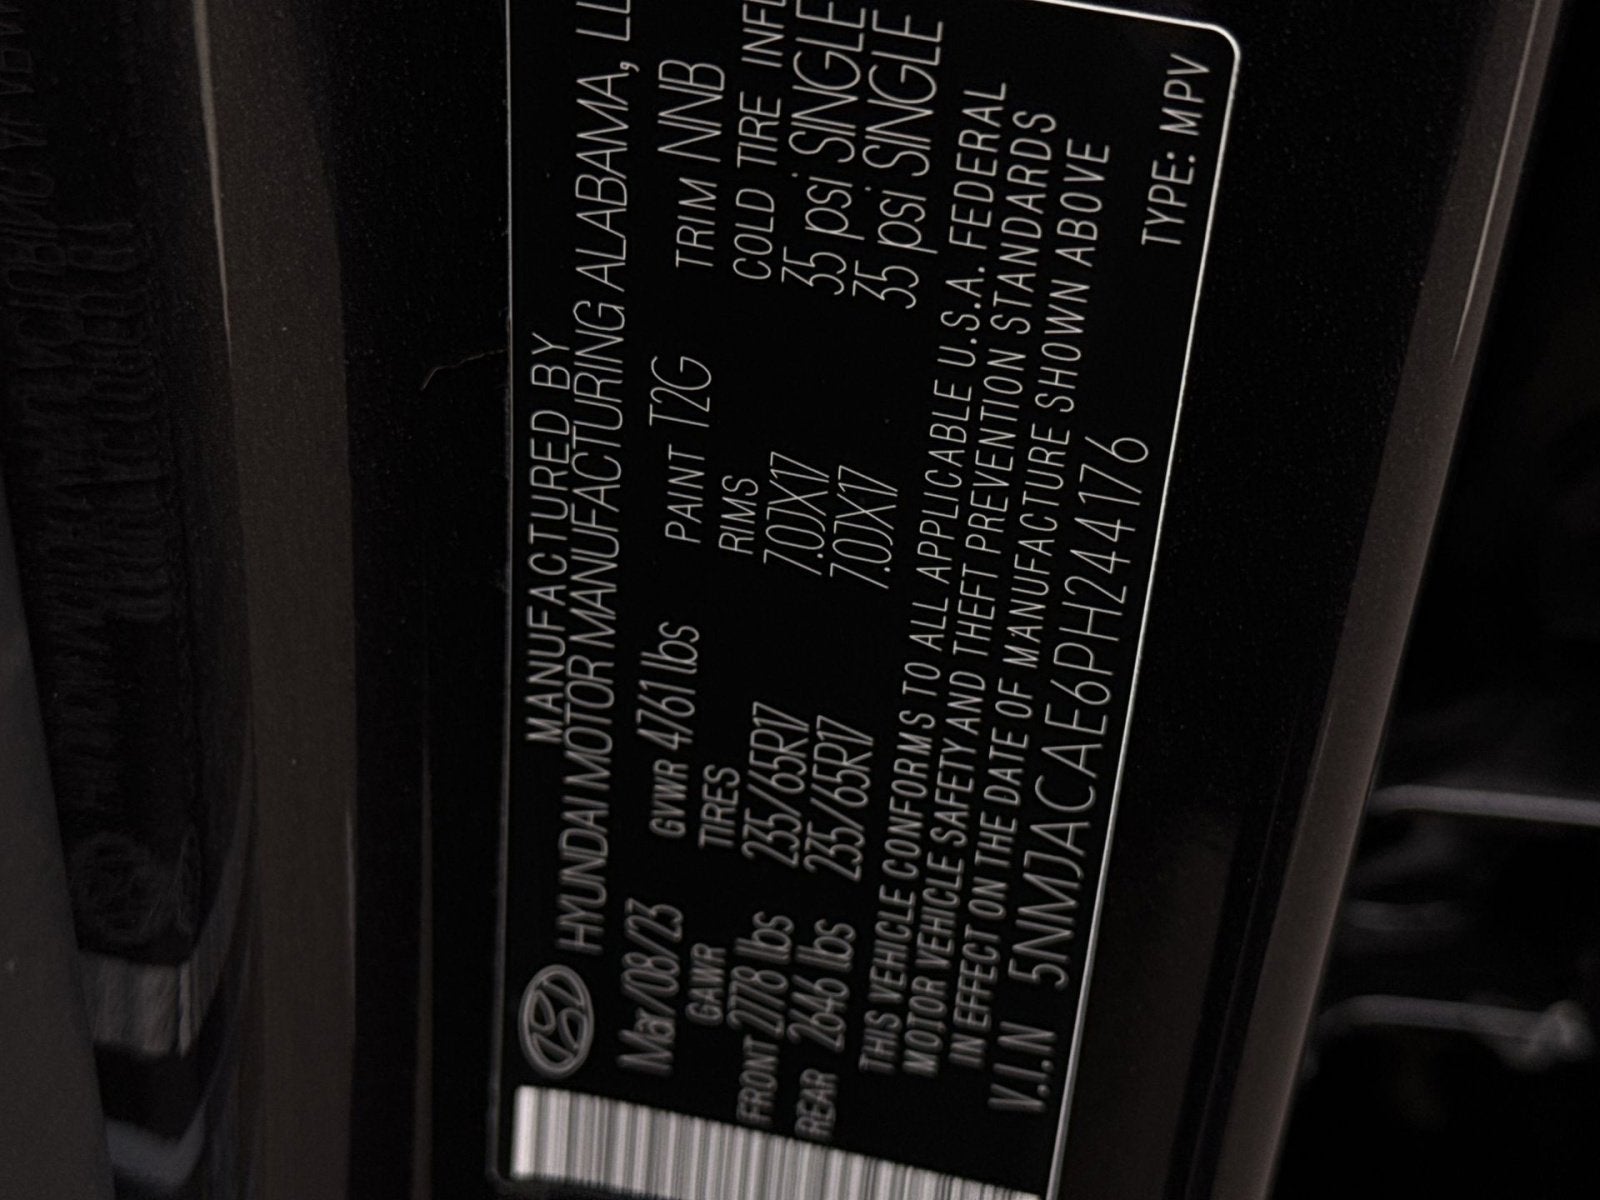 MANUFACTURED BY
HYUNDAI MOTOR MANUFACTURING ALABAMA,
Mar/08/23 GVWR 4761 lbs PAINT T2G TRIM NNB
GAWR TIRES RIMS COLD TIRE
FRONT 2778 lbs 235/65R17 7.0JX17 35 psi SINGLE
REAR 2646 lbs 235/65R17 7.0JX17 35 psi SINGLE
THIS VEHICLE CONFORMS TO ALL APPLICABLE U.S.A. FEDERAL
MOTOR VEHICLE SAFETY AND THEFT PREVENTION STANDARDS
IN EFFECT ON THE DATE OF MANUFACTURE SHOWN ABOVE
V.I.N 5NMJACAE6PH244176 TYPE: MPV